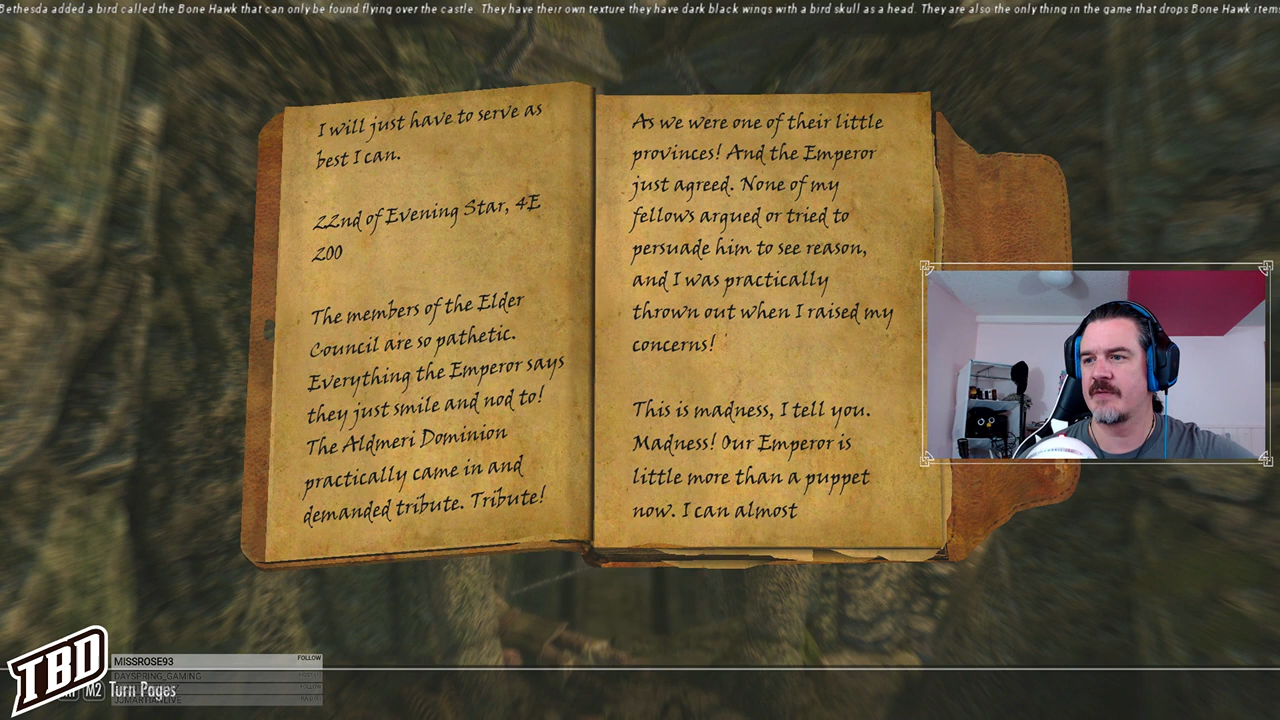 Bethesda added a bird called the Bone Hawk that can only be found flying over the castle. They have their own texture they have dark black wings with a bird skull as a head. They are also the only thing in the game that drops Bone Hawk items
I will just have to serve as
best I can.
22nd of Evening Star, 4E
200
The members of the Elder
Council are so pathetic.
Everything the Emperor says
they just smile and nod to!
The Aldmeri Dominion
practically came in and
demanded tribute. Tribute!
As we were one of their little
provinces! And the Emperor
just agreed. None of my
fellows argued or tried to
persuade him to see reason,
and I was practically
thrown out when I raised my
concerns!
This is madness, I tell you.
Madness! Our Emperor is
little more than a puppet
now. I can almost
TBD
MISSROSE93
FOLLOW
DAYSPRING_GAMING
M2 Turn Pages